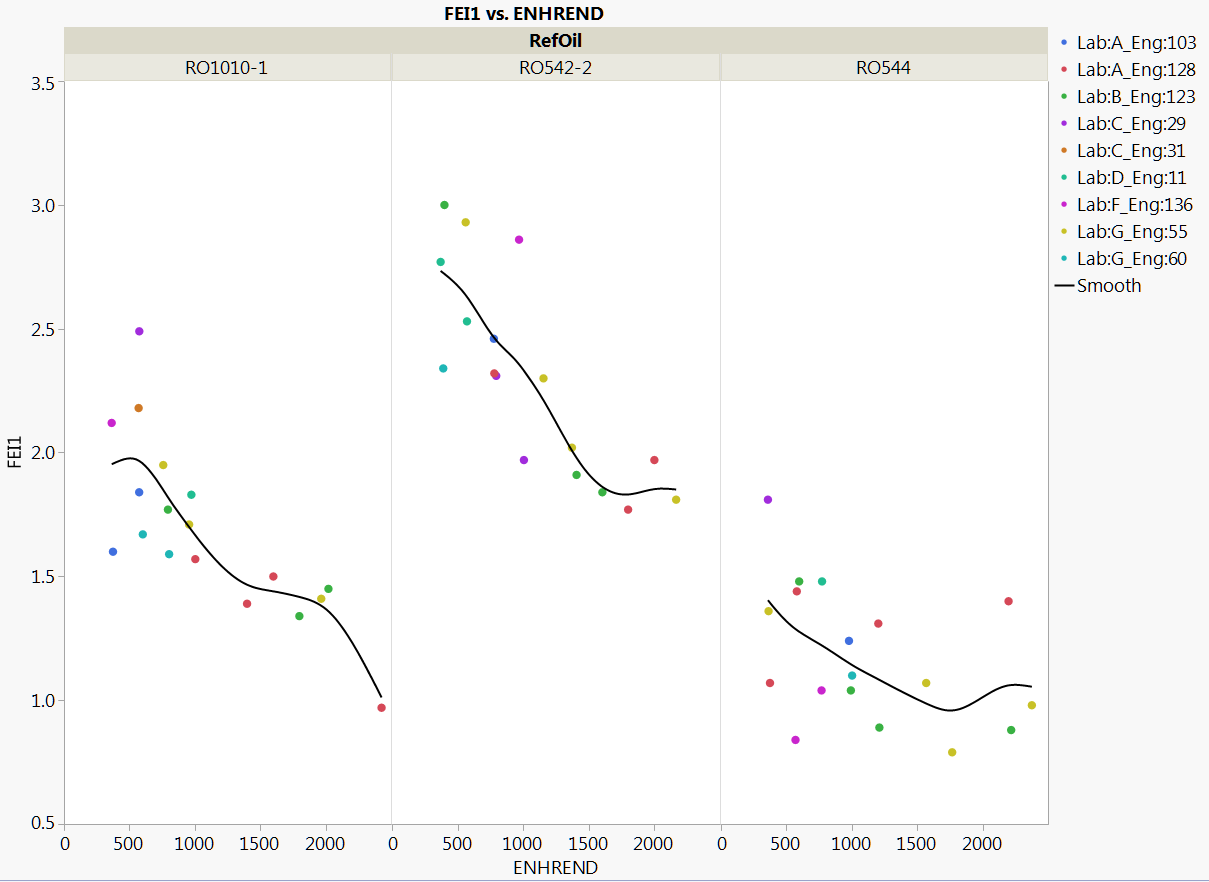 FEI1 vs. ENHREND
RefOil
RO1010-1 RO542-2 RO544
3.5
3.0
2.5
2.0
1.5
1.0
0.5
FEI1
0 500 1000 1500 2000 0 500 1000 1500 2000 0 500 1000 1500 2000
ENHREND
Lab:A_Eng:103
Lab:A_Eng:128
Lab:B_Eng:123
Lab:C_Eng:29
Lab:C_Eng:31
Lab:D_Eng:11
Lab:F_Eng:136
Lab:G_Eng:55
Lab:G_Eng:60
Smooth